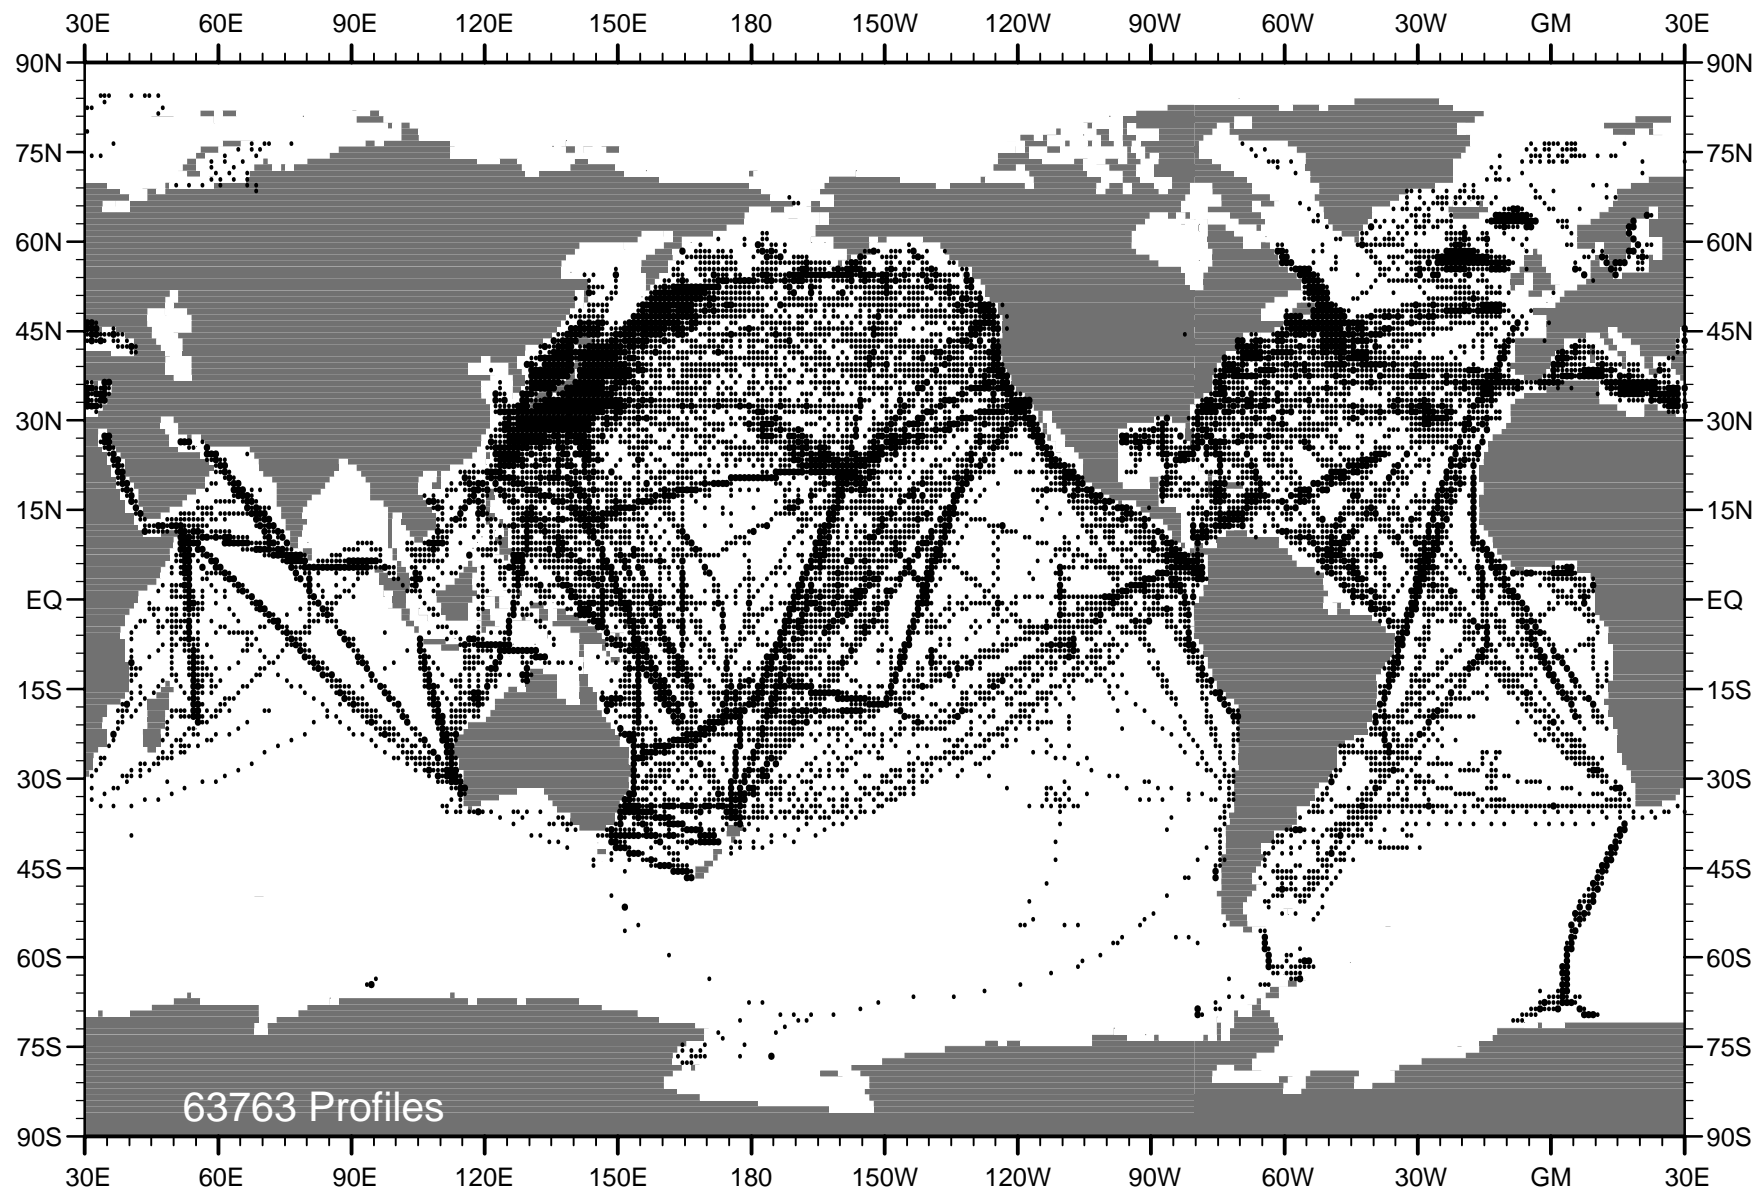 30E 60E 90E 120E 150E 180 150W 120W 90W 60W 30W GM 30E
90N 90N
75N 75N
60N 60N
45N 45N
30N 30N
15N 15N
EQ EQ
15S 15S
30S 30S
45S 45S
60S 60S
75S 75S
63763 Profiles
90S 90S
30E 60E 90E 120E 150E 180 150W 120W 90W 60W 30W GM 30E